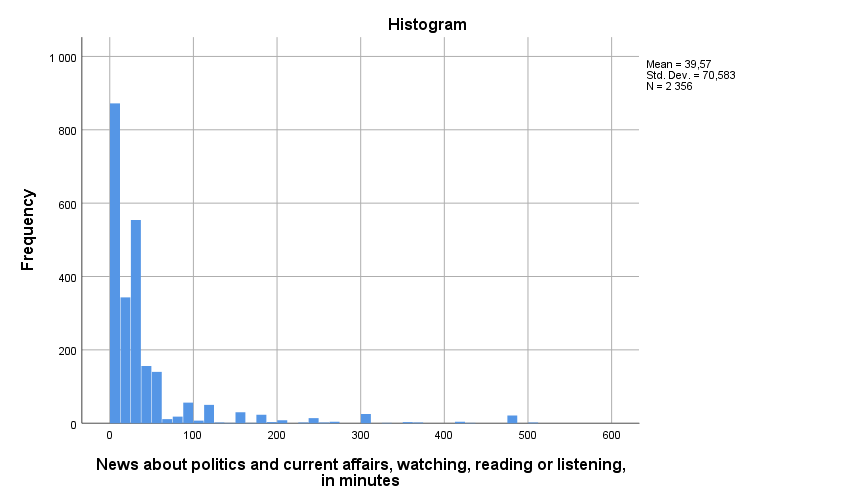 Histogram
Mean = 39,57
Std. Dev. = 70,583
N = 2 356
1 000
800
600
400
200
0
Frequency
0 100 200 300 400 500 600
News about politics and current affairs, watching, reading or listening,
in minutes